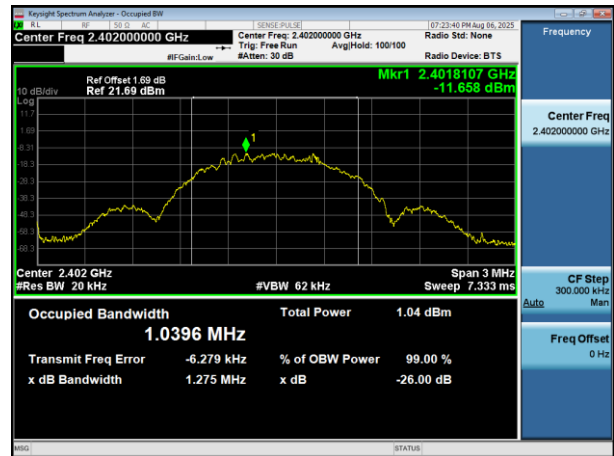 Keysight Spectrum Analyzer - Occupied BW
RL RF 50 Ω AC SENSE:PULSE 07:23:40 PM Aug 06, 2025
Center Freq 2.402000000 GHz Center Freq: 2.402000000 GHz Radio Std: None Frequency
Trig: Free Run Avg|Hold: 100/100
#IFGain:Low #Atten: 30 dB Radio Device: BTS
Ref Offset 1.69 dB Mkr1 2.4018107 GHz
10 dB/div Ref 21.69 dBm -11.658 dBm
Log
11.7
1.69
-8.31
-18.3
-28.3
-38.3
-48.3
-58.3
-68.3
1
Center Freq
2.402000000 GHz
Center 2.402 GHz Span 3 MHz
#Res BW 20 kHz #VBW 62 kHz Sweep 7.333 ms
CF Step
300.000 kHz
Auto Man
Occupied Bandwidth Total Power 1.04 dBm
1.0396 MHz
Transmit Freq Error -6.279 kHz % of OBW Power 99.00 %
x dB Bandwidth 1.275 MHz x dB -26.00 dB
Freq Offset
0 Hz
MSG STATUS